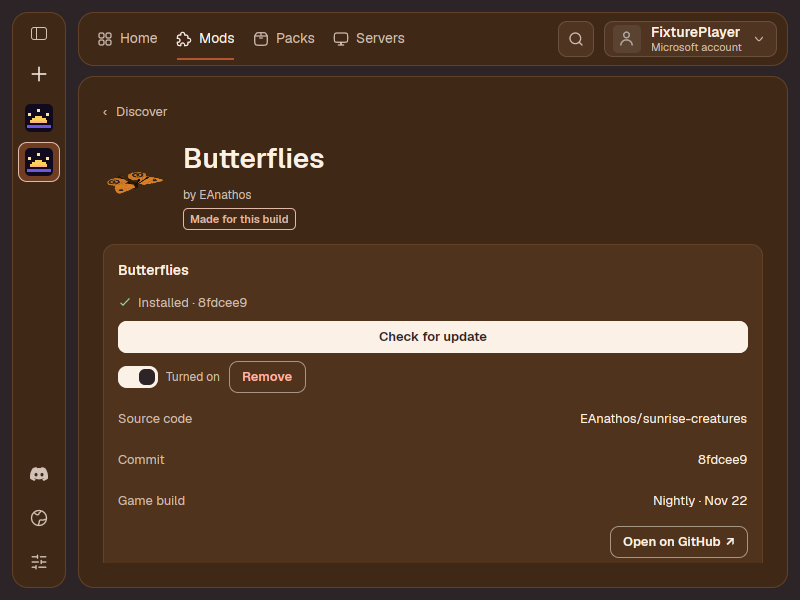 Home
Mods
Packs
Servers
FixturePlayer
Microsoft account
‹ Discover
Butterflies
by EAnathos
Made for this build
Butterflies
Installed · 8fdcee9
Check for update
Turned on
Remove
Source code
EAnathos/sunrise-creatures
Commit
8fdcee9
Game build
Nightly · Nov 22
Open on GitHub ↗